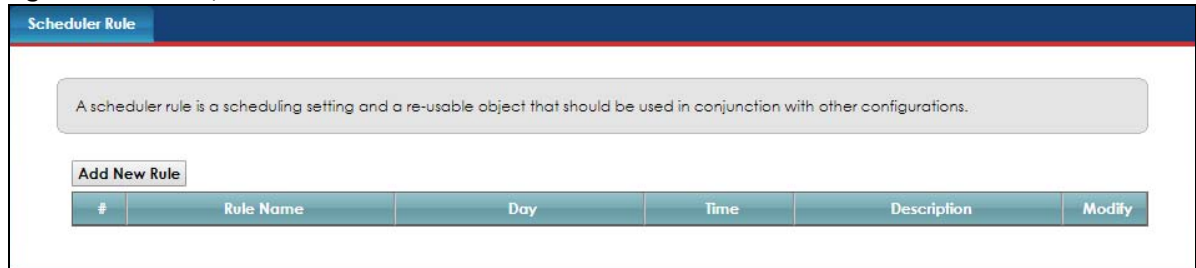 Scheduler Rule
A scheduler rule is a scheduling setting and a re-usable object that should be used in conjunction with other configurations.
Add New Rule
# Rule Name Day Time Description Modify